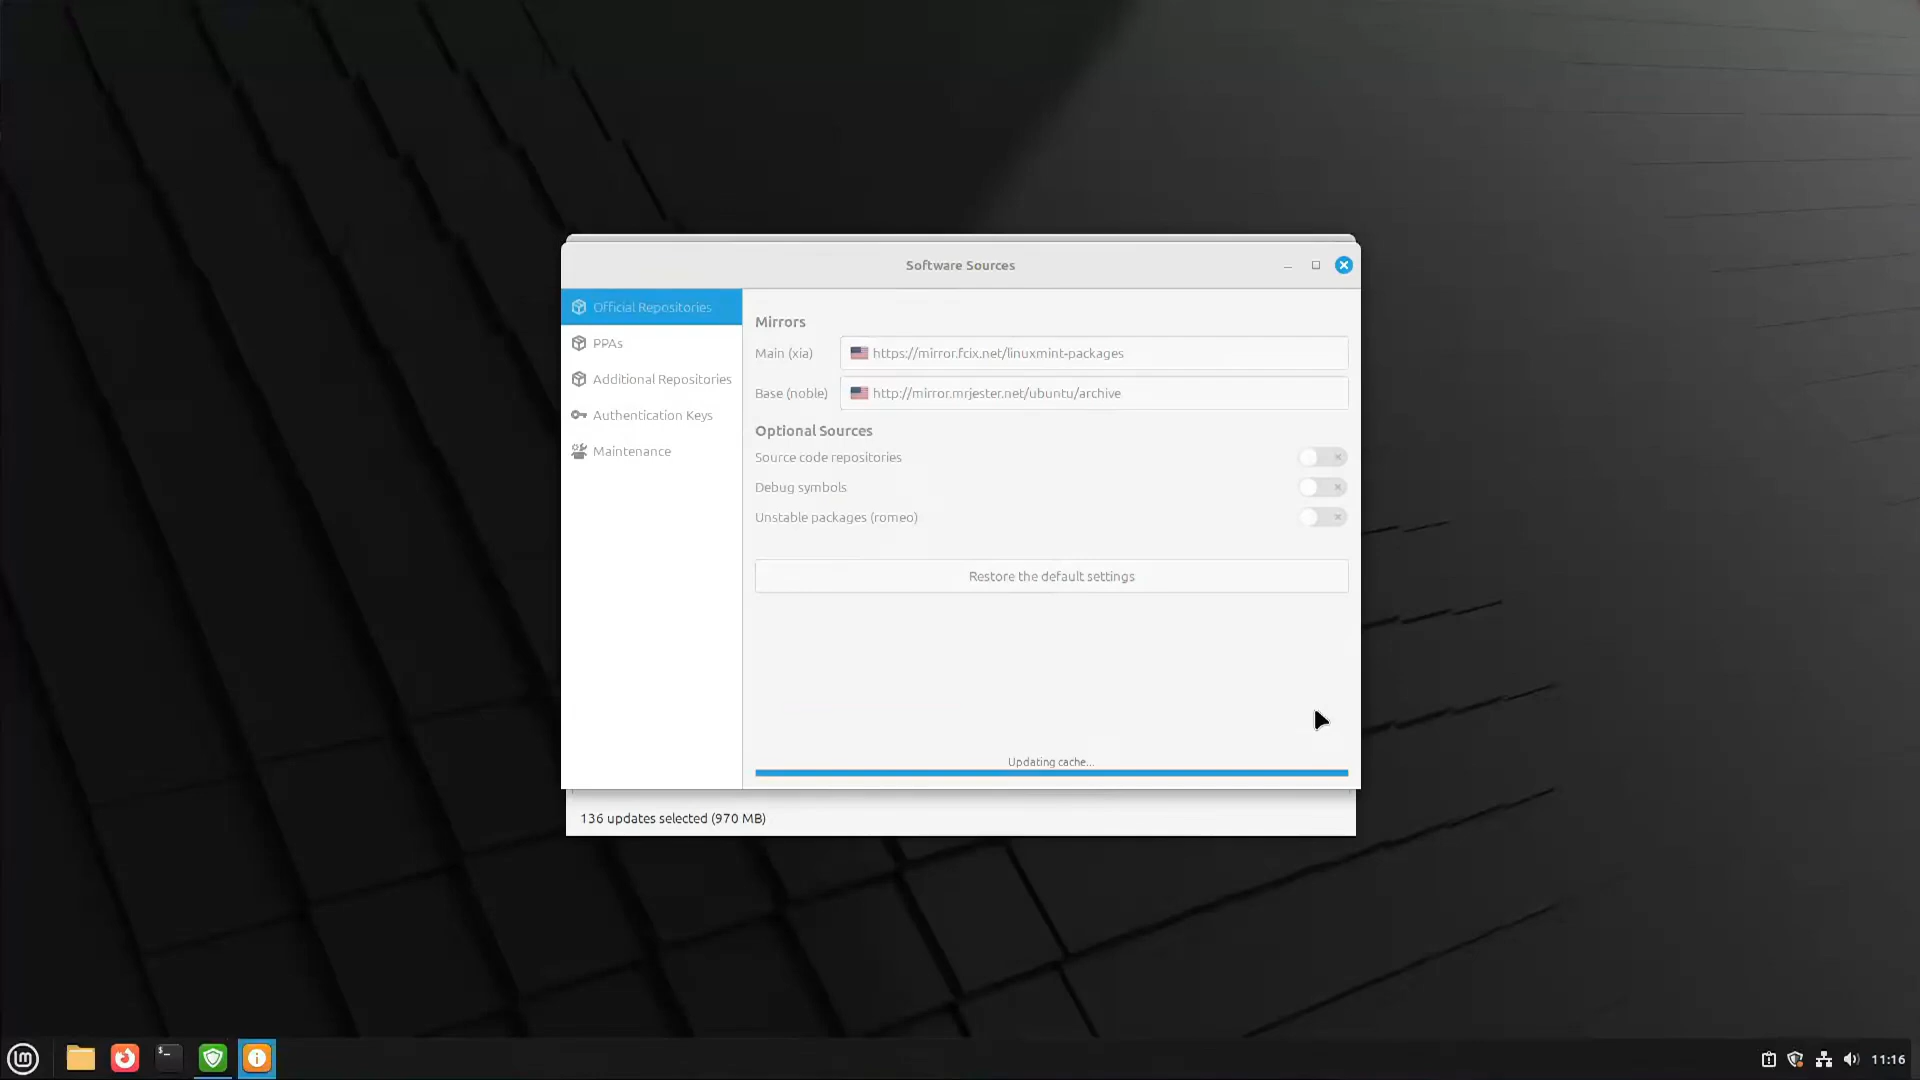 Software Sources
Official Repositories
PPAs
Additional Repositories
Authentication Keys
Maintenance
Mirrors
Main (xia) https://mirror.fcix.net/linuxmint-packages
Base (noble) http://mirror.mrjester.net/ubuntu/archive
Optional Sources
Source code repositories
Debug symbols
Unstable packages (romeo)
Restore the default settings
Updating cache...
136 updates selected (970 MB)
11:16